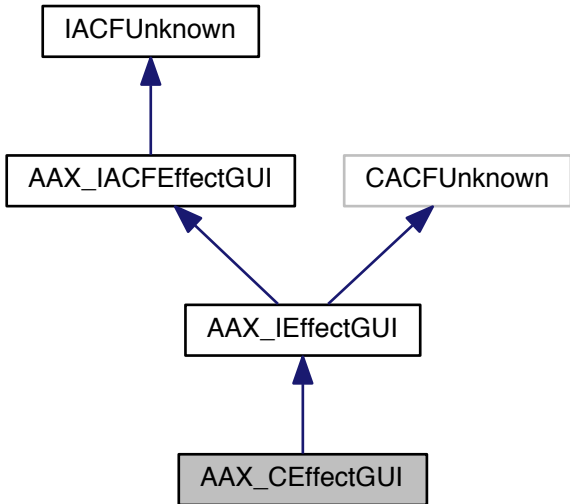 IACFUnknown
AAX_IACFEffectGUI
CACFUnknown
AAX_IEffectGUI
AAX_CEffectGUI